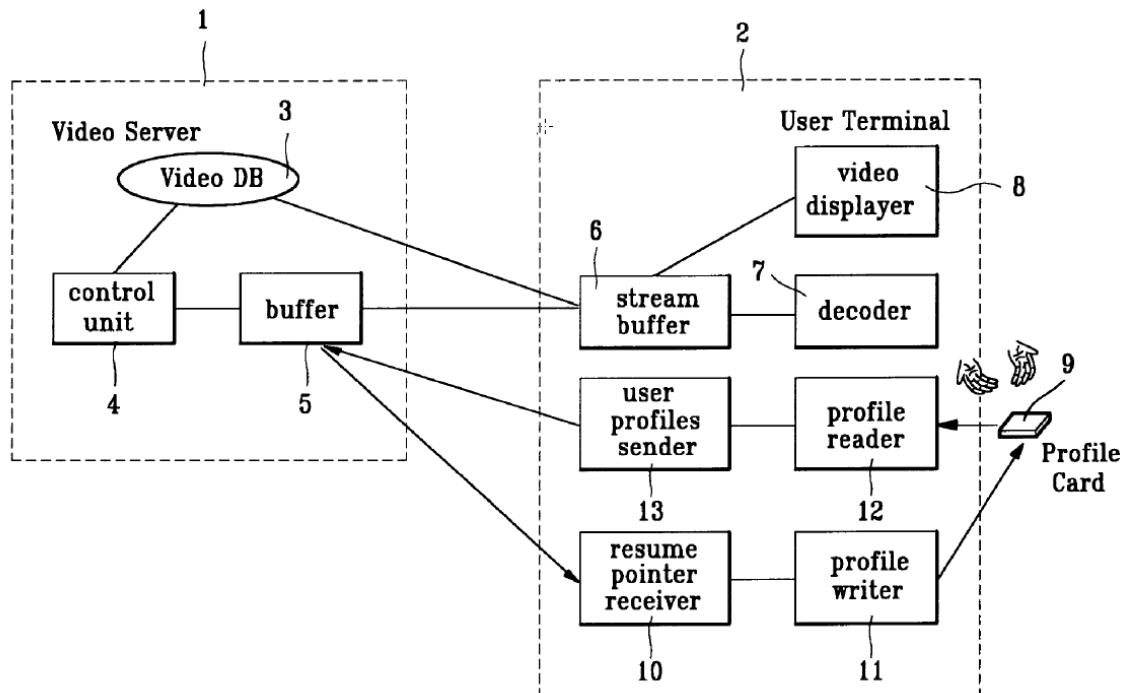 1
2
Video Server
3
Video DB
User Terminal
video
displayer
8
6
7
control
unit
buffer
stream
buffer
decoder
4
5
user
profiles
sender
profile
reader
9
Profile
Card
13
12
resume
pointer
receiver
profile
writer
10
11